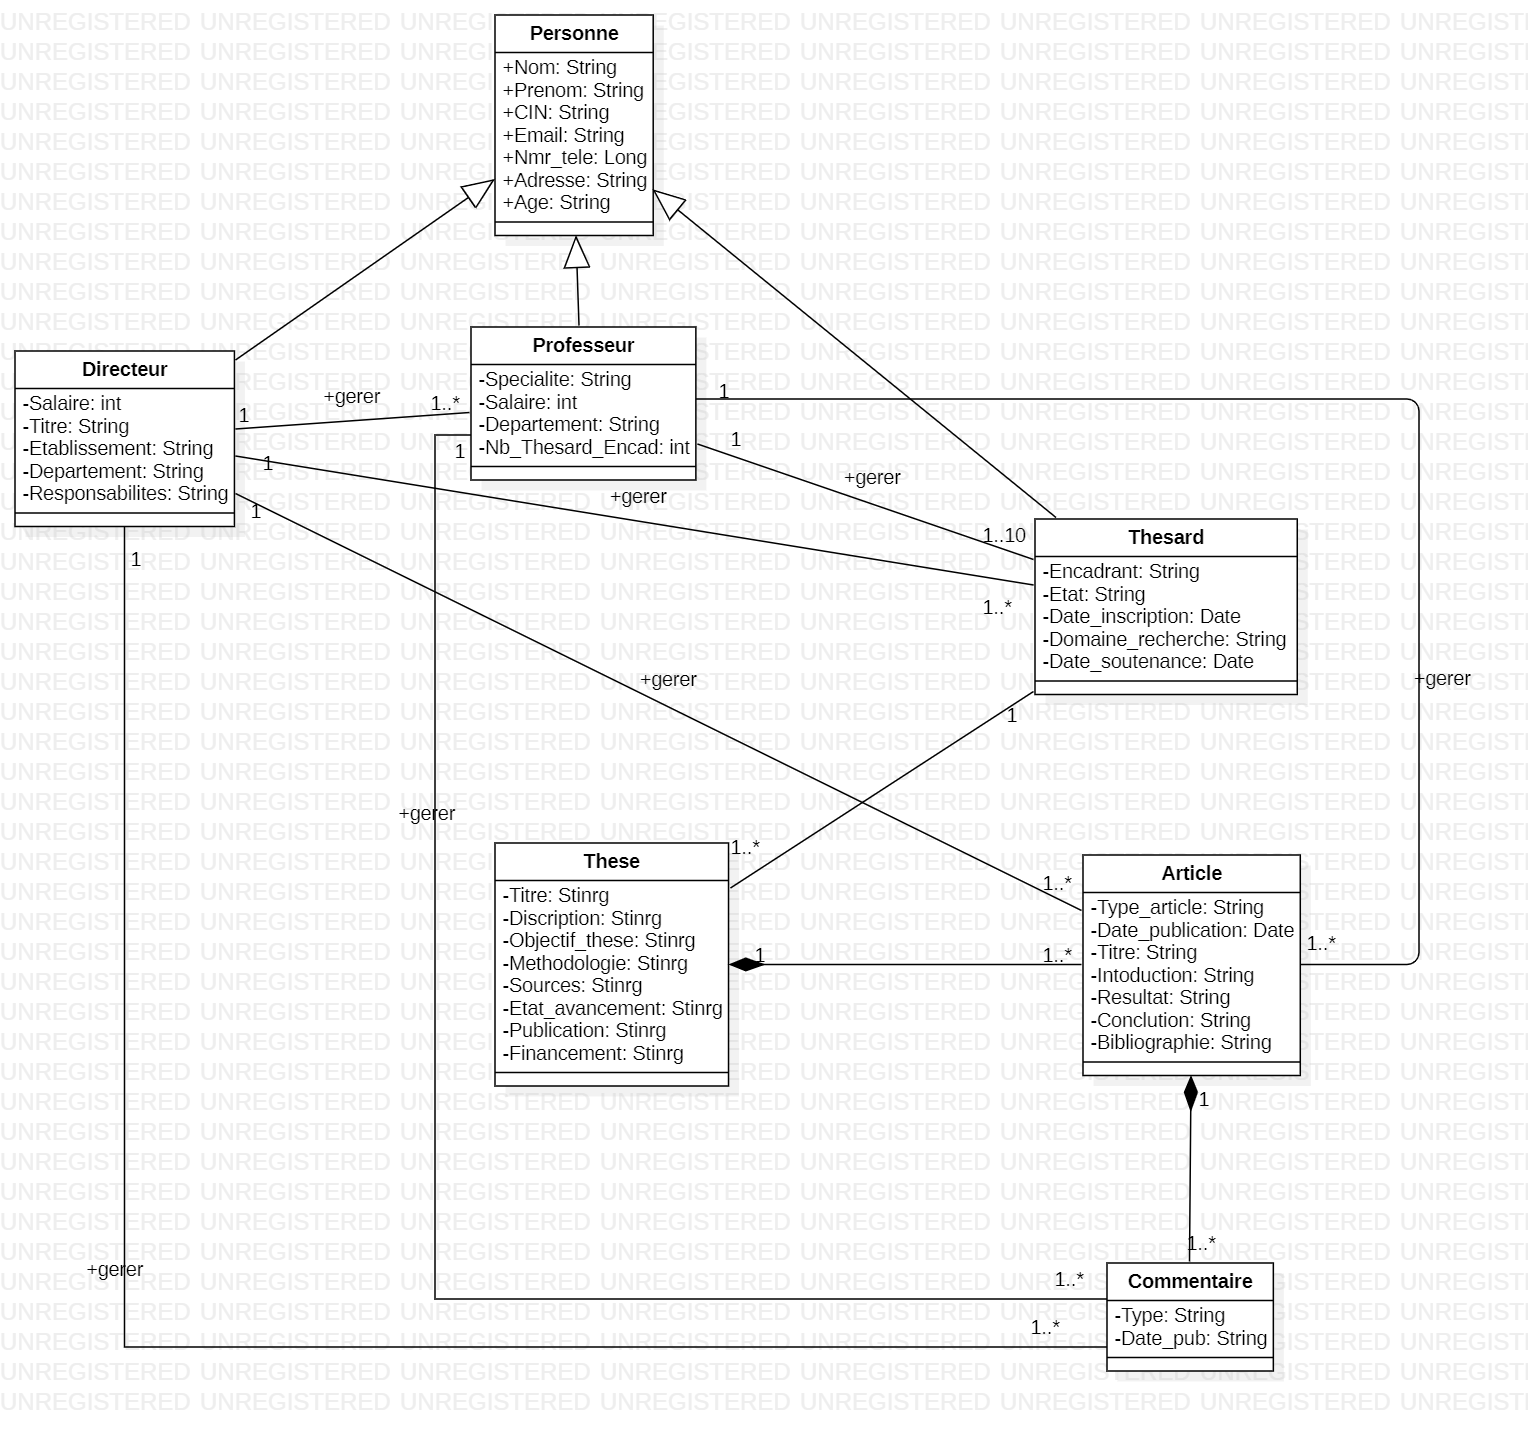 Personne
+Nom: String
+Prenom: String
+CIN: String
+Email: String
+Nmr_tele: Long
+Adresse: String
+Age: String
Directeur
-Salaire: int
-Titre: String
-Etablissement: String
-Departement: String
-Responsabilites: String
Professeur
-Specialite: String
-Salaire: int
-Departement: String
-Nb_Thesard_Encad: int
1
+gerer
1..*
1
+gerer
1..*
1
+gerer
1..*
1
+gerer
1..*
1
+gerer
1..10
1
+gerer
1..*
1
+gerer
1..*
Thesard
-Encadrant: String
-Etat: String
-Date_inscription: Date
-Domaine_recherche: String
-Date_soutenance: Date
1
1..*
These
-Titre: Stinrg
-Discription: Stinrg
-Objectif_these: Stinrg
-Methodologie: Stinrg
-Sources: Stinrg
-Etat_avancement: Stinrg
-Publication: Stinrg
-Financement: Stinrg
1
1..*
Article
-Type_article: String
-Date_publication: Date
-Titre: String
-Intoduction: String
-Resultat: String
-Conclution: String
-Bibliographie: String
1
1..*
Commentaire
-Type: String
-Date_pub: String
UNREGISTERED